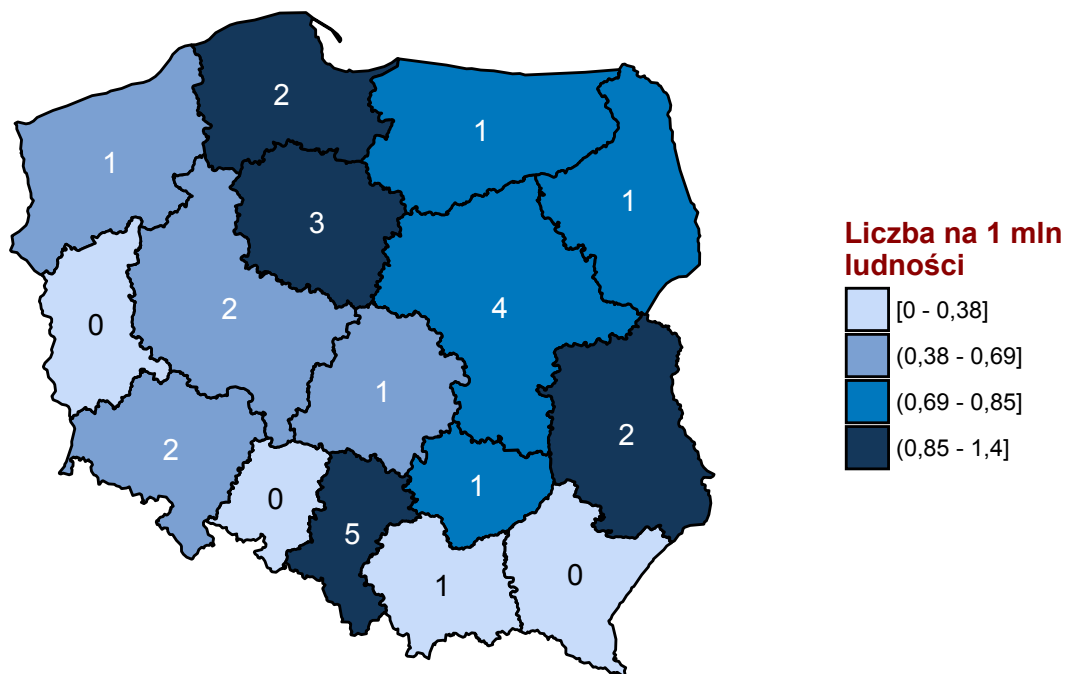 2
1
1
1
3
2
4
0
1
2
2
1
0
5
1
0
Liczba na 1 mln
ludności
[0 - 0,38]
(0,38 - 0,69]
(0,69 - 0,85]
(0,85 - 1,4]